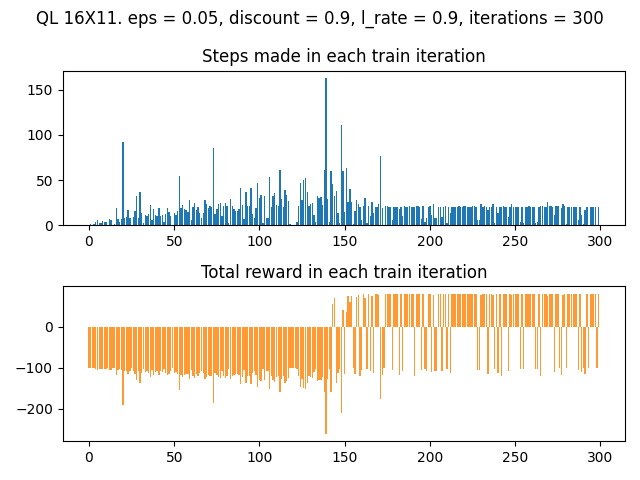 QL 16X11. eps = 0.05, discount = 0.9, l_rate = 0.9, iterations = 300
Steps made in each train iteration
150
100
50
0
0 50 100 150 200 250 300
Total reward in each train iteration
0
−100
−200
0 50 100 150 200 250 300